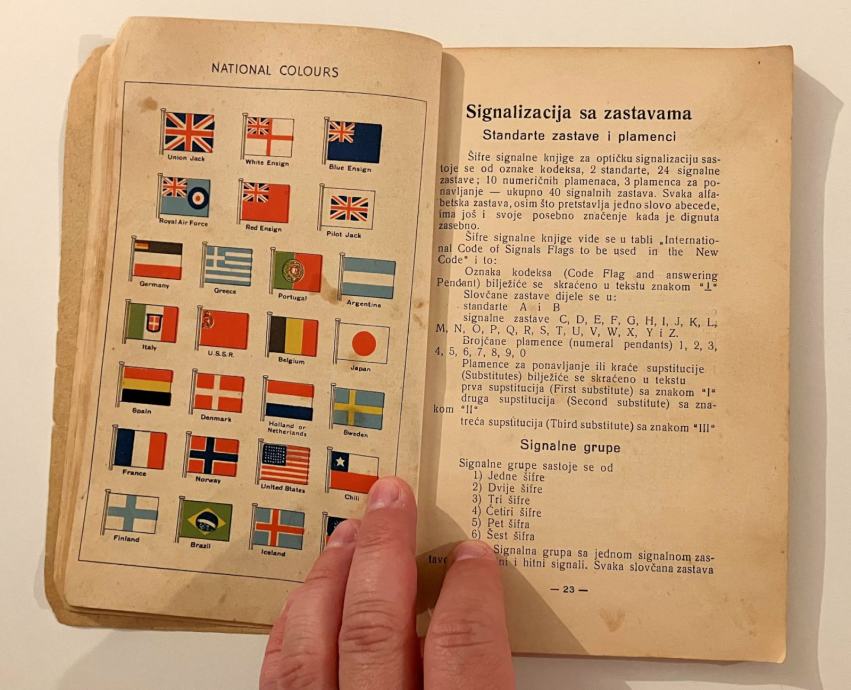 NATIONAL COLOURS
Union Jack
White Ensign
Blue Ensign
Royal Air Force
Red Ensign
Pilot Jack
Germany
Greece
Portugal
Argentine
Italy
U.S.S.R.
Belgium
Japan
Spain
Denmark
Holland or
Netherlands
Sweden
France
Norway
United States
Chili
Finland
Brazil
Iceland
Signalizacija sa zastavama
Standarte zastave i plamenci
Šifre signalne knjige za optičku signalizaciju sas-
toje se od oznake kodeksa, 2 standarte, 24 signalne
zastave; 10 numeričnih plamenaca, 3 plamenca za po-
navljanje — ukupno 40 signalnih zastava. Svaka alfa-
betska zastava, osim što pretstavlja jedno slovo abecede,
ima još i svoje posebno značenje kada je dignuta
zasebno.
Šifre signalne knjige vide se u tabli „Internatio-
nal Code of Signals Flags to be used in the New
Code" i to:
Oznaka kodeksa (Code Flag and answering
Pendant) bilježiće se skraćeno u tekstu znakom "⊥"
Slovčane zastave dijele se u:
standarte A i B
signalne zastave C, D, E, F, G, H, I, J, K, L,
M, N, O, P, Q, R, S, T, U, V, W, X, Y i Z.
Brojčane plamence (numeral pendants) 1, 2, 3,
4, 5, 6, 7, 8, 9, 0
Plamence za ponavljanje ili kraće supstitucije
(Substitutes) bilježiće se skraćeno u tekstu
prva supstitucija (First substitute) sa znakom "I"
druga supstitucija (Second substitute) sa zna-
kom "II"
treća supstitucija (Third substitute) sa znakom "III"
Signalne grupe
Signalne grupe sastoje se od
1) Jedne šifre
2) Dvije šifre
3) Tri šifre
4) Četiri šifre
5) Pet šifra
6) Šest šifra
Signalna grupa sa jednom signalnom zas-
i hitni signali. Svaka slovčana zastava
— 23 —